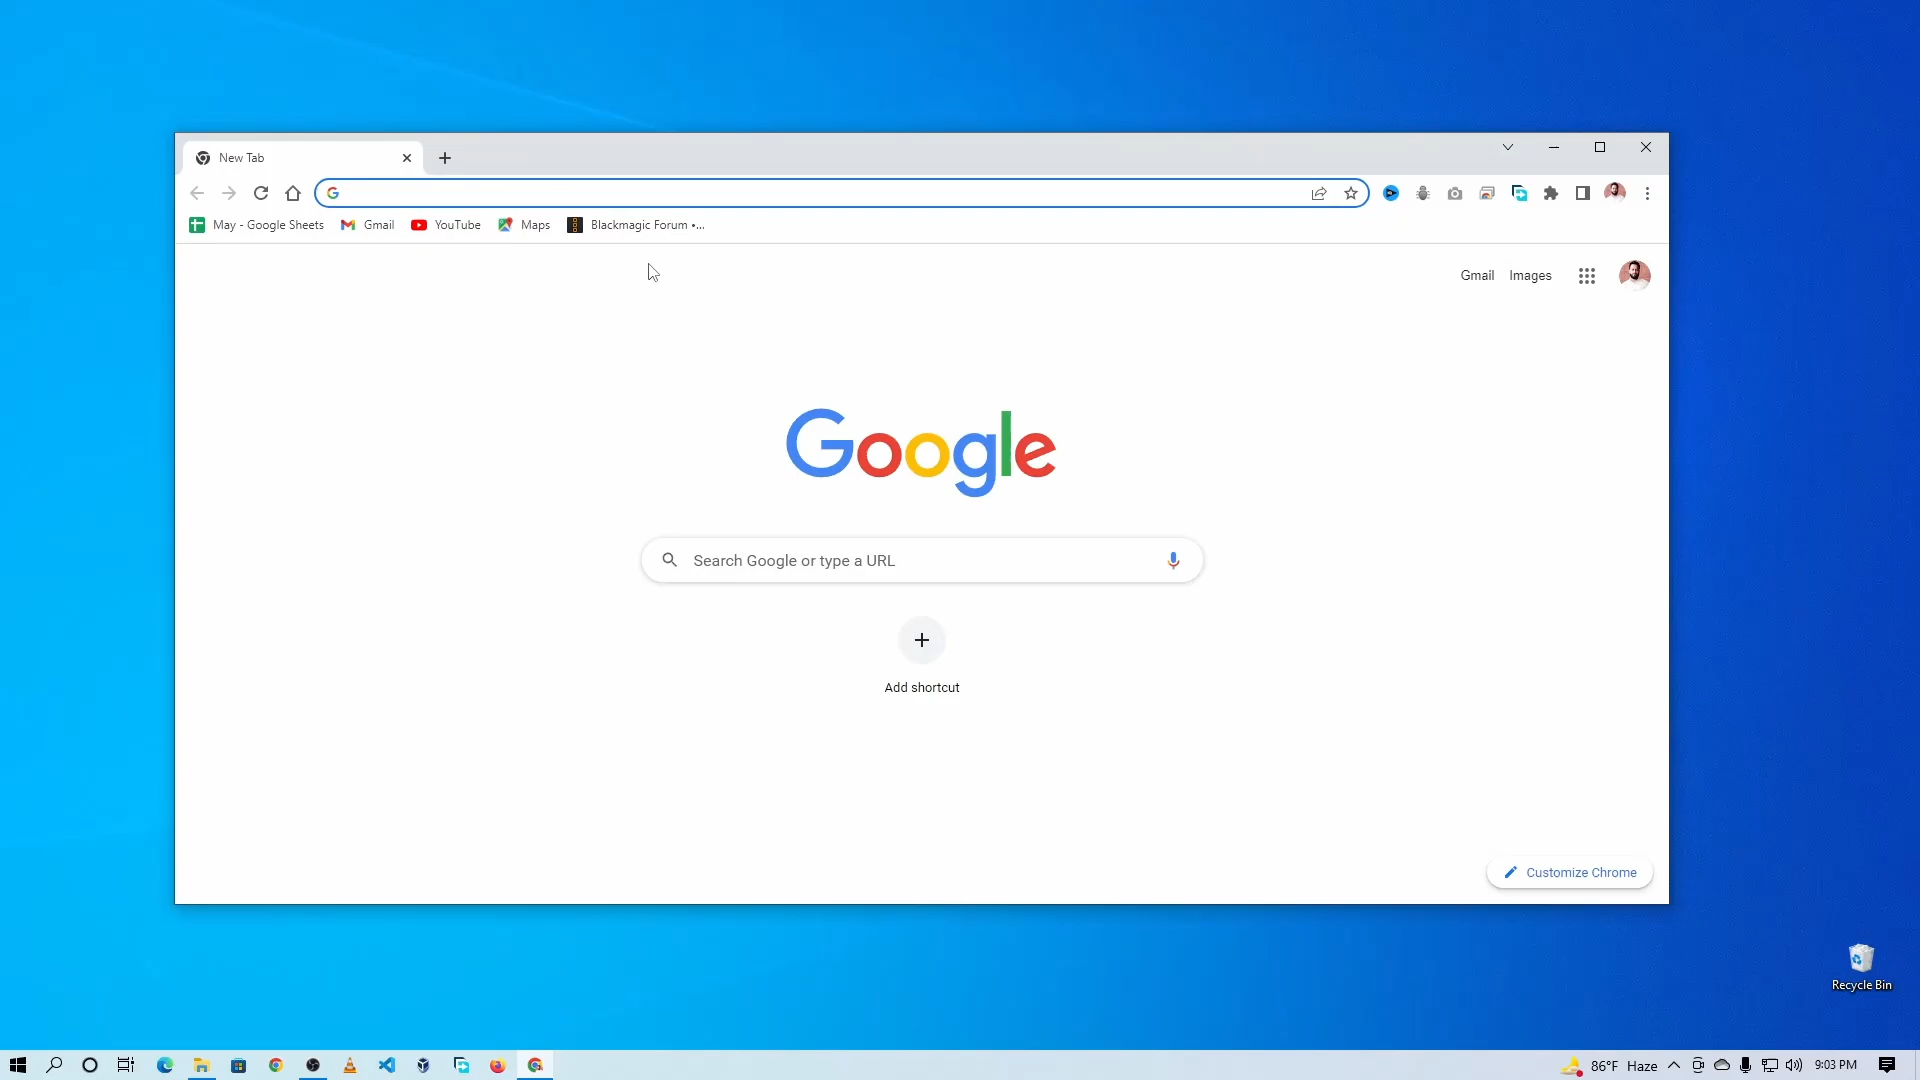 New Tab
May - Google Sheets
Gmail
YouTube
Maps
Blackmagic Forum •...
Gmail
Images
Google
Search Google or type a URL
Add shortcut
Customize Chrome
Recycle Bin
86°F Haze
9:03 PM